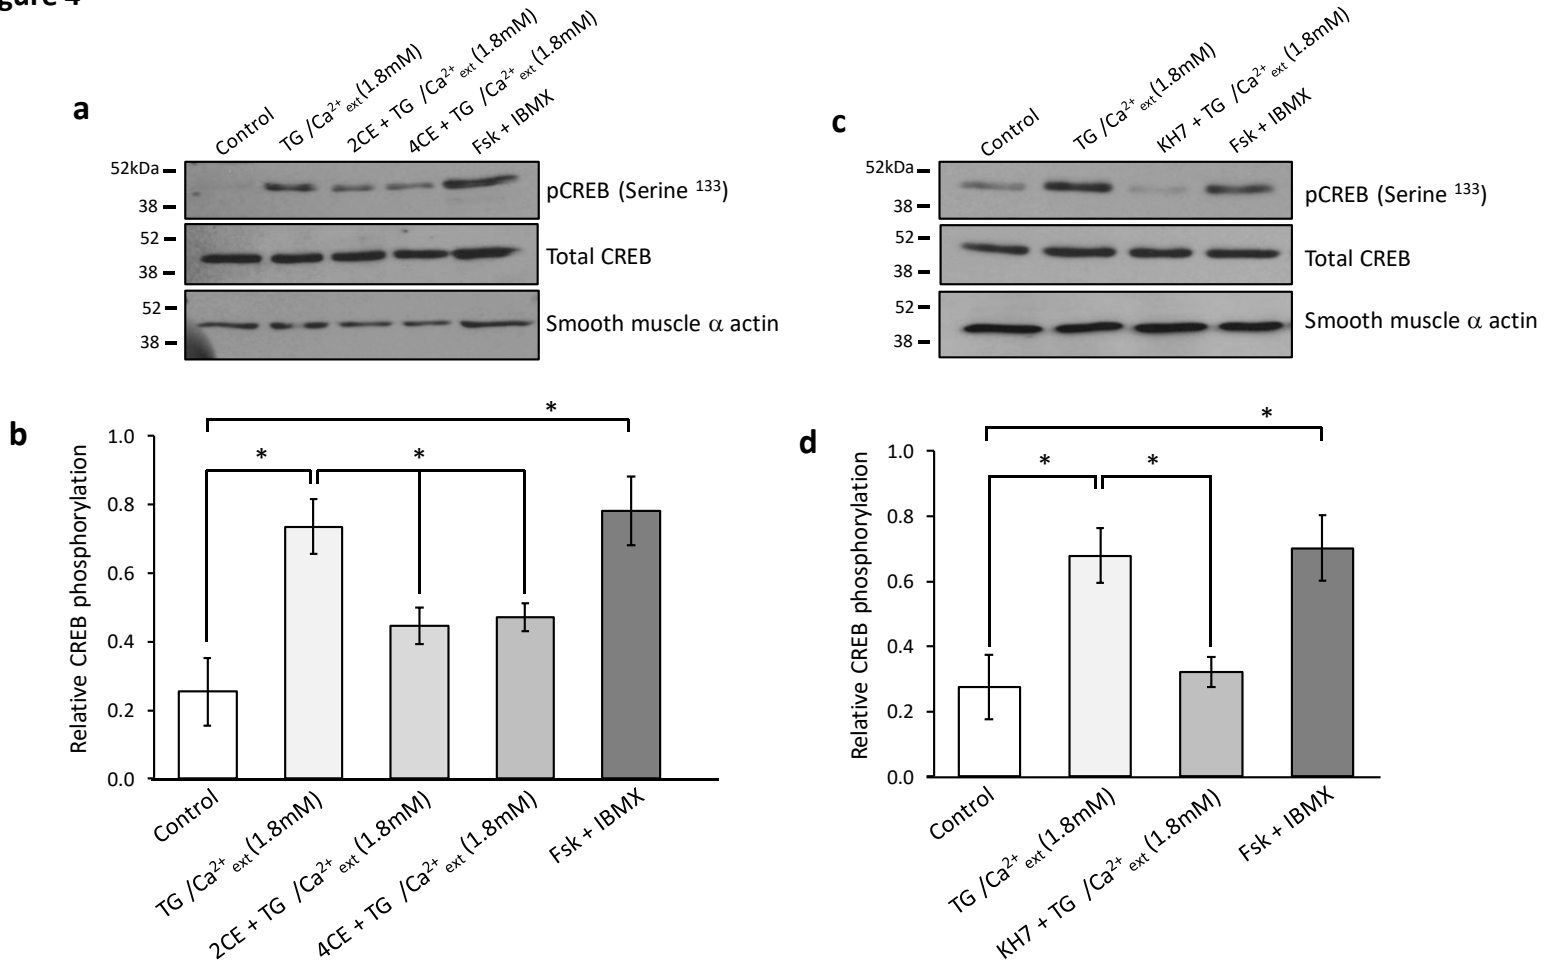 gure 4
a
Control
TG /Ca²⁺ext (1.8mM)
2CE + TG /Ca²⁺ext (1.8mM)
4CE + TG /Ca²⁺ext (1.8mM)
Fsk + IBMX
52kDa
38
pCREB (Serine ¹³³)
52
38
Total CREB
52
38
Smooth muscle α actin
c
Control
TG /Ca²⁺ext (1.8mM)
KH7 + TG /Ca²⁺ext (1.8mM)
Fsk + IBMX
52kDa
38
pCREB (Serine ¹³³)
52
38
Total CREB
52
38
Smooth muscle α actin
b
Relative CREB phosphorylation
1.0
0.8
0.6
0.4
0.2
0.0
*
*
*
Control
TG /Ca²⁺ext (1.8mM)
2CE + TG /Ca²⁺ext (1.8mM)
4CE + TG /Ca²⁺ext (1.8mM)
Fsk + IBMX
d
Relative CREB phosphorylation
1.0
0.8
0.6
0.4
0.2
0.0
*
*
*
Control
TG /Ca²⁺ext (1.8mM)
KH7 + TG /Ca²⁺ext (1.8mM)
Fsk + IBMX